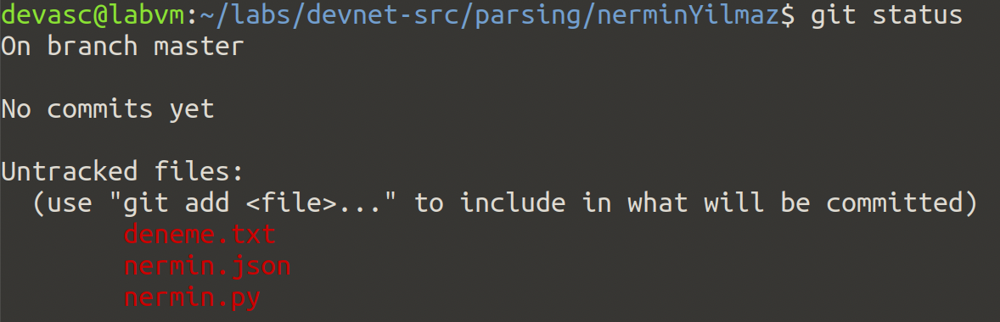 devasc@labvm:~/labs/devnet-src/parsing/nerminYilmaz$ git status
On branch master
No commits yet
Untracked files:
(use "git add <file>..." to include in what will be committed)
deneme.txt
nermin.json
nermin.py